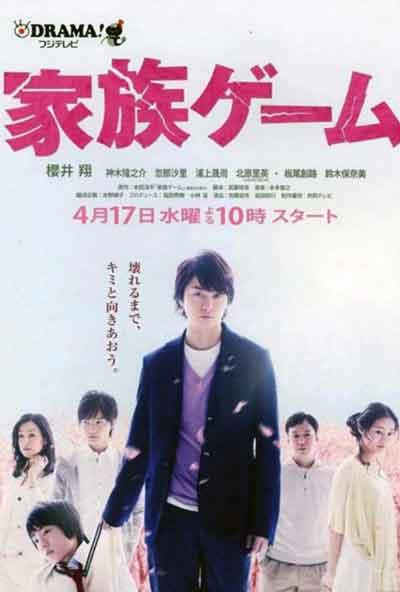 DRAMA!
フジテレビ
家族ゲーム
櫻井 翔 神木隆之介 忽那汐里 浦上晟周 北原里英・板尾創路 鈴木保奈美
4月17日水曜よる10時スタート
壊れるまで、
キミと向きあおう。